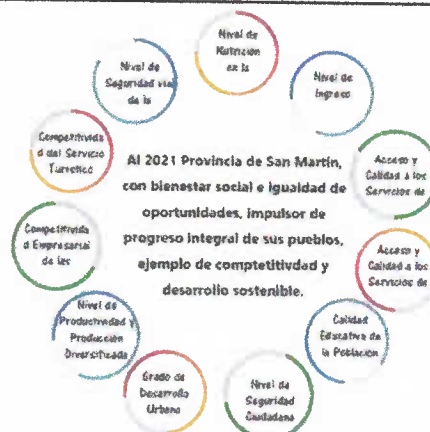 Nivel de
Nutrición
en la
Nivel de
Ingreso
Acceso y
Calidad a los
Servicios de
Acceso y
Calidad a los
Servicios de
Calidad
Educativa de
la Población
Nivel de
Seguridad
Ciudadana
Grado de
Desarrollo
Urbano
Nivel de
Productividad y
Producción
Diversificada
Competitivida
d Empresarial
de las
Competitivida
d del Servicio
Turístico
Nivel de
Seguridad vial
de la
Al 2021 Provincia de San Martín,
con bienestar social e igualdad de
oportunidades, impulsor de
progreso integral de sus pueblos,
ejemplo de comptetitivdad y
desarrollo sostenible.